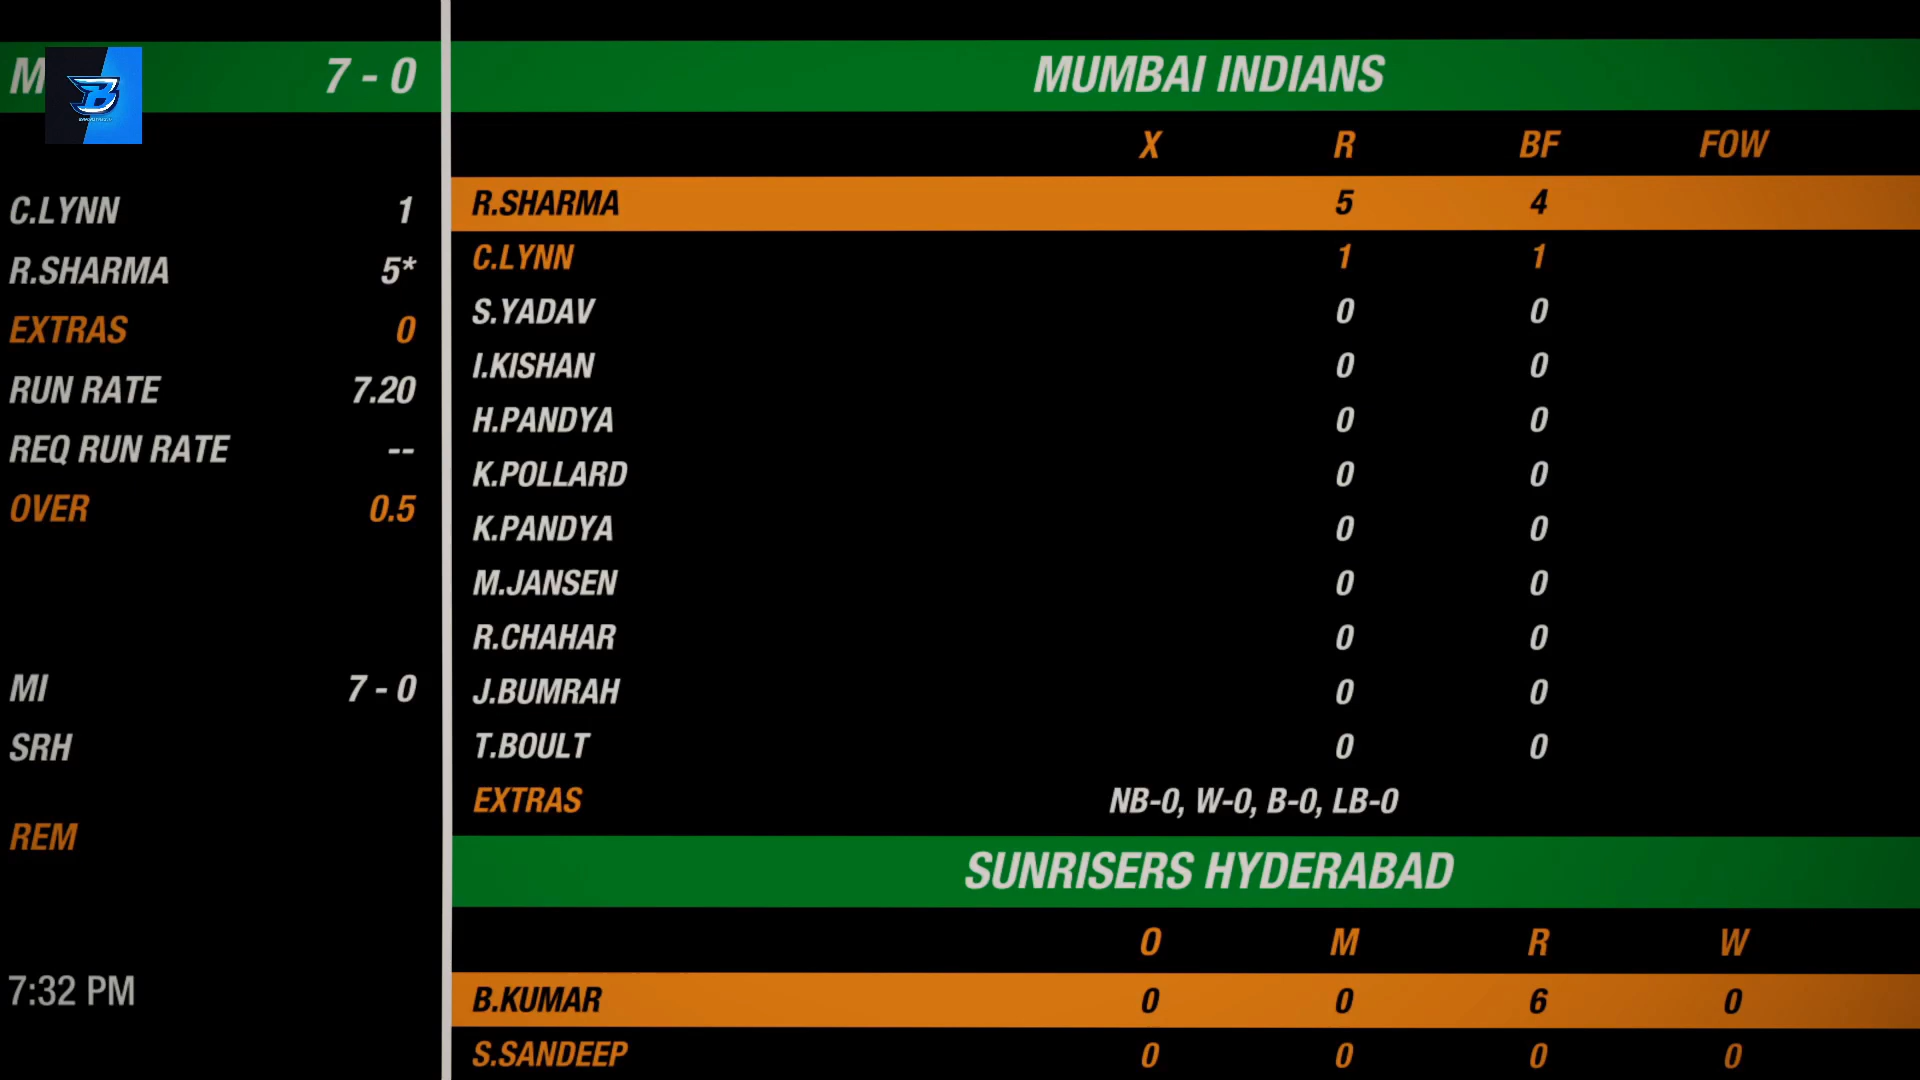 M 7 - 0
C.LYNN 1
R.SHARMA 5*
EXTRAS 0
RUN RATE 7.20
REQ RUN RATE --
OVER 0.5
MI 7 - 0
SRH
REM
7:32 PM
MUMBAI INDIANS
X R BF FOW
R.SHARMA 5 4
C.LYNN 1 1
S.YADAV 0 0
I.KISHAN 0 0
H.PANDYA 0 0
K.POLLARD 0 0
K.PANDYA 0 0
M.JANSEN 0 0
R.CHAHAR 0 0
J.BUMRAH 0 0
T.BOULT 0 0
EXTRAS NB-0, W-0, B-0, LB-0
SUNRISERS HYDERABAD
O M R W
B.KUMAR 0 0 6 0
S.SANDEEP 0 0 0 0